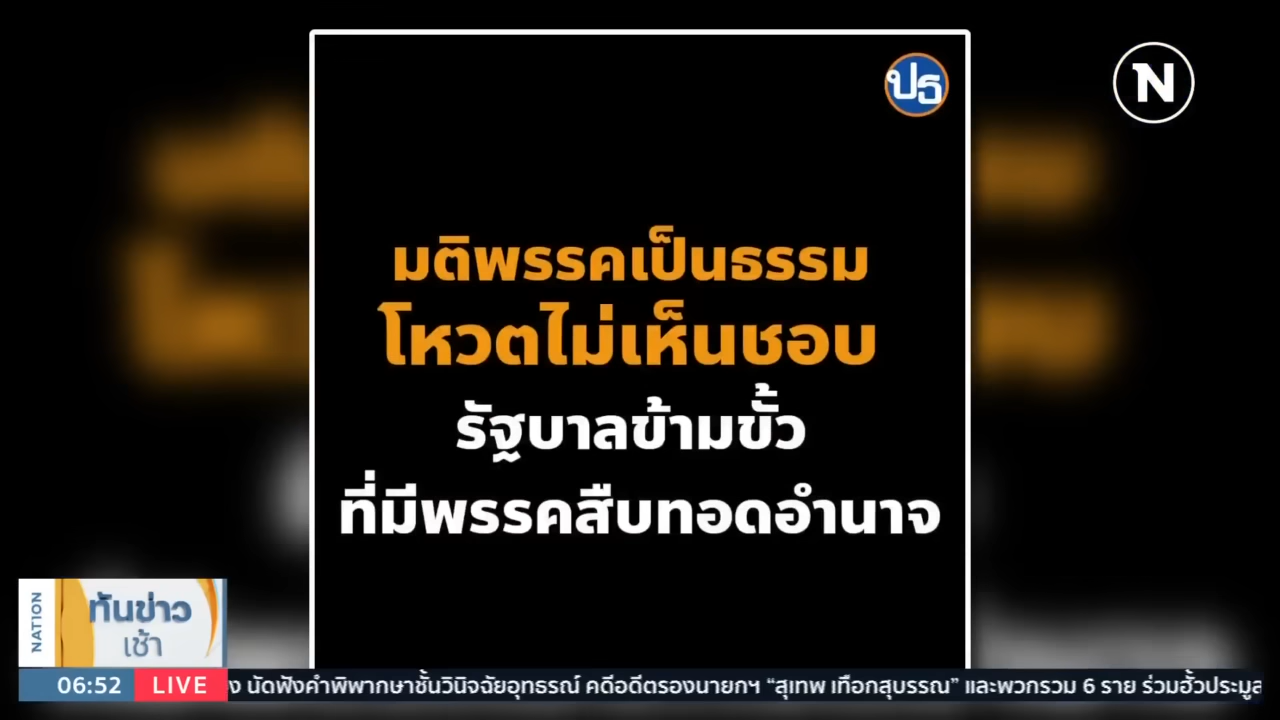 ปธ
N
มติพรรคเป็นธรรม
โหวตไม่เห็นชอบ
รัฐบาลข้ามขั้ว
ที่มีพรรคสืบทอดอำนาจ
NATION
ทันข่าว
เช้า
06:52 LIVE นัดฟังคำพิพากษาชั้นวินิจฉัยอุทธรณ์ คดีอดีตรองนายกฯ “สุเทพ เทือกสุบรรณ” และพวกรวม 6 ราย ร่วมฮั้วประมูล